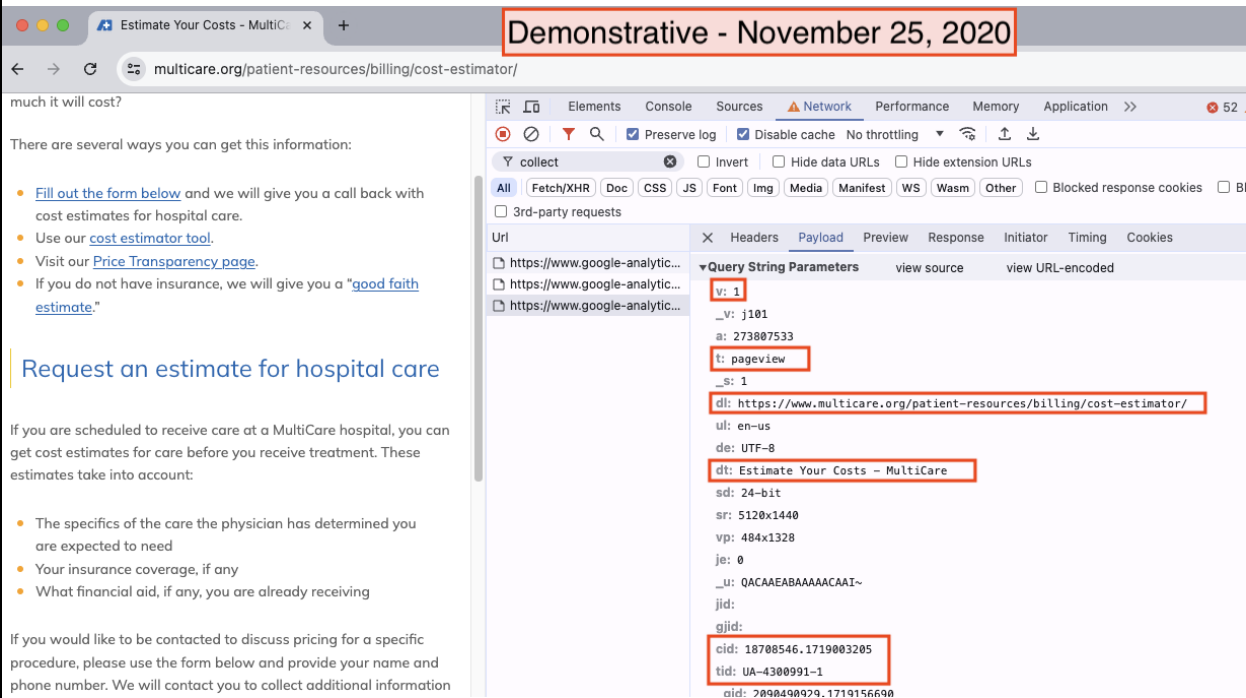 Estimate Your Costs - MultiCa
Demonstrative - November 25, 2020
multicare.org/patient-resources/billing/cost-estimator/
much it will cost?
There are several ways you can get this information:
Fill out the form below and we will give you a call back with
cost estimates for hospital care.
Use our cost estimator tool.
Visit our Price Transparency page.
If you do not have insurance, we will give you a “good faith
estimate.”
Request an estimate for hospital care
If you are scheduled to receive care at a MultiCare hospital, you can
get cost estimates for care before you receive treatment. These
estimates take into account:
The specifics of the care the physician has determined you
are expected to need
Your insurance coverage, if any
What financial aid, if any, you are already receiving
If you would like to be contacted to discuss pricing for a specific
procedure, please use the form below and provide your name and
phone number. We will contact you to collect additional information
Elements Console Sources Network Performance Memory Application >> 52
Preserve log Disable cache No throttling
collect Invert Hide data URLs Hide extension URLs
All Fetch/XHR Doc CSS JS Font Img Media Manifest WS Wasm Other Blocked response cookies Bl
3rd-party requests
Url
https://www.google-analytic...
https://www.google-analytic...
https://www.google-analytic...
Headers Payload Preview Response Initiator Timing Cookies
▾Query String Parameters view source view URL-encoded
v: 1
_v: j101
a: 273807533
t: pageview
_s: 1
dl: https://www.multicare.org/patient-resources/billing/cost-estimator/
ul: en-us
de: UTF-8
dt: Estimate Your Costs - MultiCare
sd: 24-bit
sr: 5120x1440
vp: 484x1328
je: 0
_u: QACAAEABAAAAACAAI~
jid:
gjid:
cid: 18708546.1719003205
tid: UA-4300991-1
_gid: 2090490929.1719156690